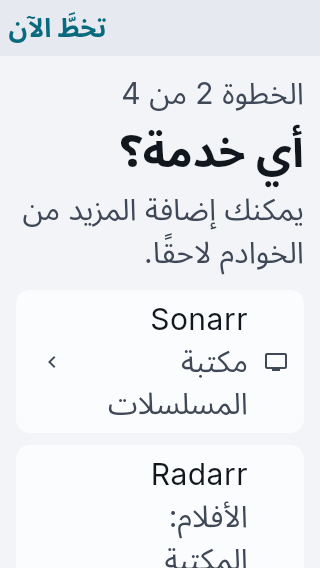 تخطَّ الآن
الخطوة 2 من 4
أي خدمة؟
يمكنك إضافة المزيد من
الخوادم لاحقًا.
Sonarr
مكتبة
المسلسلات
Radarr
الأفلام:
المكتبة